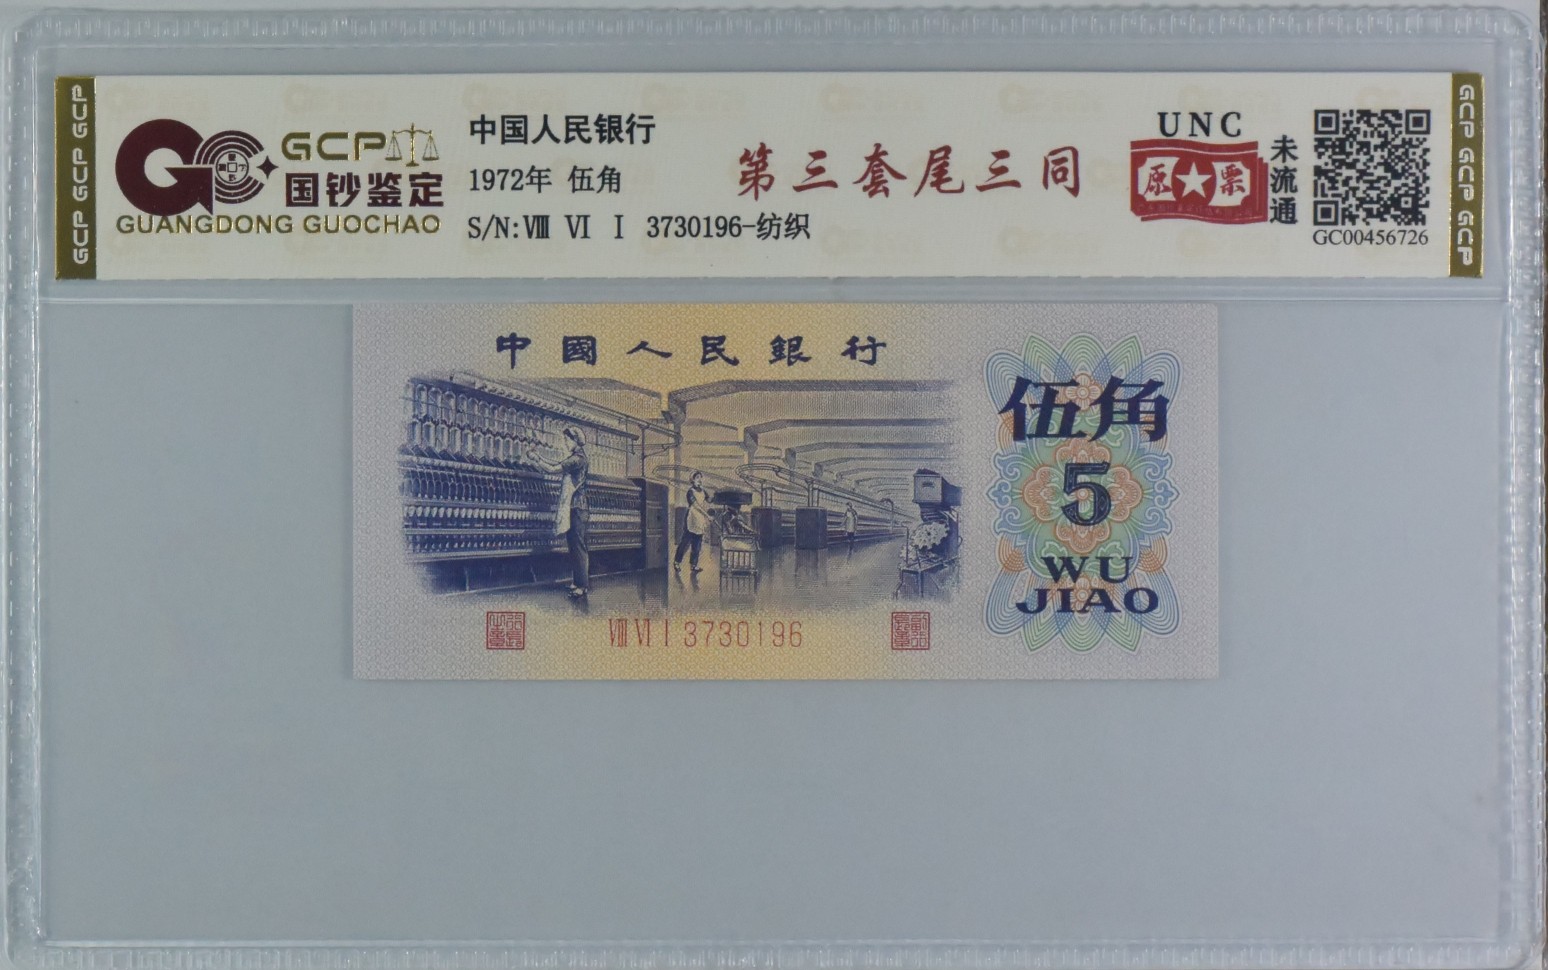 GCP GCP GCP
GCP
国钞鉴定
GUANGDONG GUOCHAO
中国人民银行
1972年 伍角
S/N:Ⅷ Ⅵ Ⅰ 3730196-纺织
第三套尾三同
UNC
原★票
未流通
GC00456726
GCP GCP GCP
中國人民銀行
伍角
5
WU
JIAO
Ⅷ Ⅵ Ⅰ 3730196